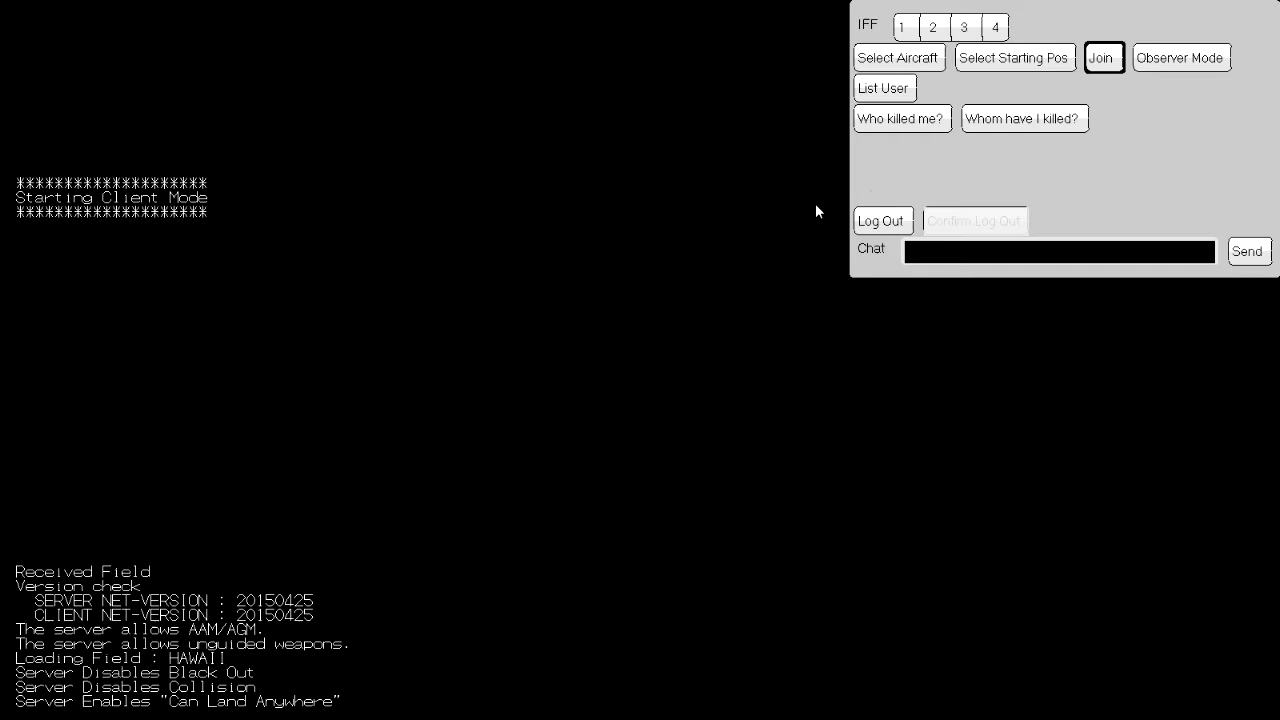 IFF 1 2 3 4
Select Aircraft Select Starting Pos Join Observer Mode
List User
Who killed me? Whom have I killed?
********************
Starting Client Mode
********************
Log Out Confirm Log Out
Chat Send
Received Field
Version check
SERVER NET-VERSION : 20150425
CLIENT NET-VERSION : 20150425
The server allows AAM/AGM.
The server allows unguided weapons.
Loading Field : HAWAII
Server Disables Black Out
Server Disables Collision
Server Enables "Can Land Anywhere"